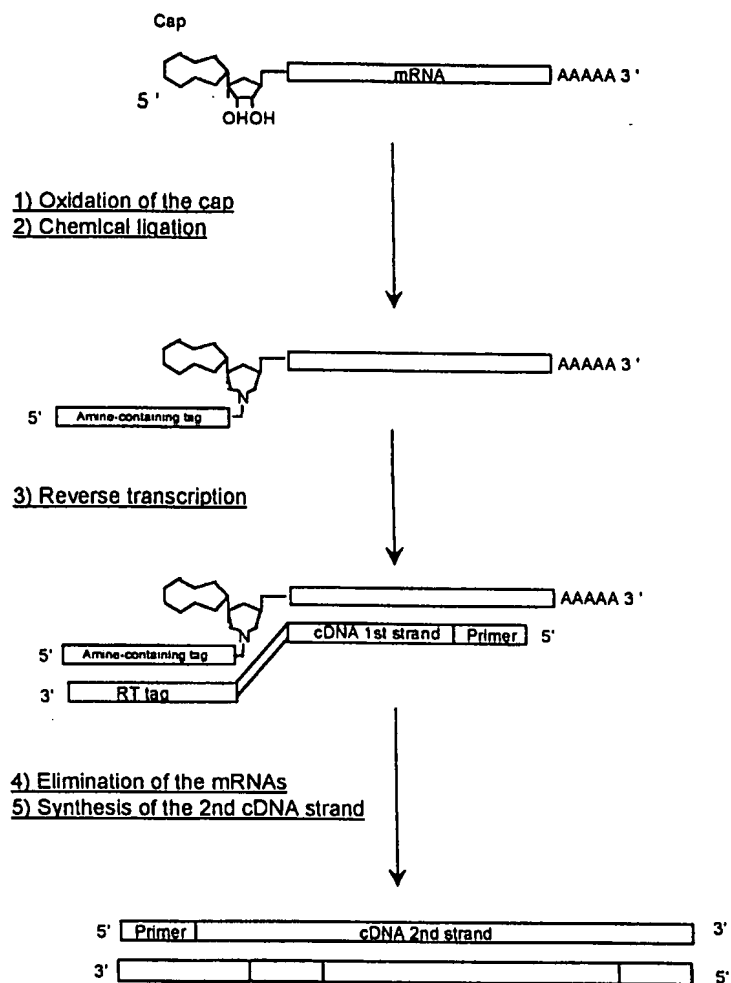 Cap
mRNA AAAAA 3 '
5 '
OHOH
1) Oxidation of the cap
2) Chemical ligation
AAAAA 3 '
N
5' Amine-containing tag
3) Reverse transcription
AAAAA 3 '
N
cDNA 1st strand Primer 5'
5' Amine-containing tag
3' RT tag
4) Elimination of the mRNAs
5) Synthesis of the 2nd cDNA strand
5' Primer cDNA 2nd strand 3'
3' 5'